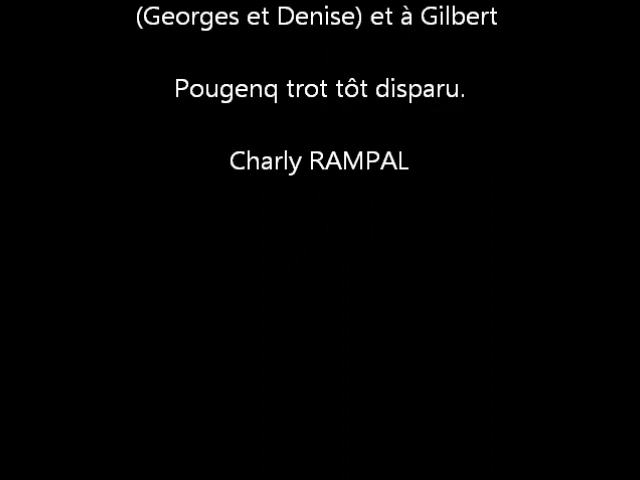 (Georges et Denise) et à Gilbert
Pougenq trot tôt disparu.
Charly RAMPAL